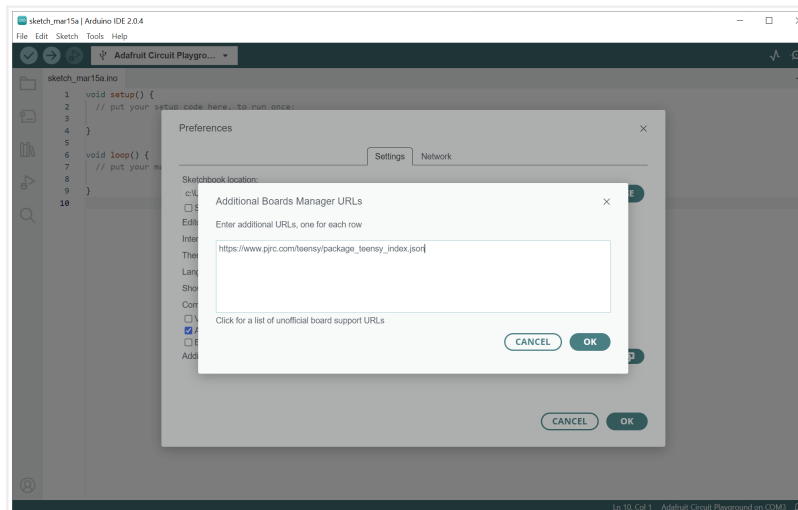 sketch_mar15a | Arduino IDE 2.0.4
File Edit Sketch Tools Help
Adafruit Circuit Playgro...
sketch_mar15a.ino
1 void setup() {
2 // put your setup code here, to run once:
3
4 }
5
6 void loop() {
7 // put your
8
9 }
10
Preferences
Settings Network
Sketchbook location:
Additional Boards Manager URLs
Enter additional URLs, one for each row
https://www.pjrc.com/teensy/package_teensy_index.json
Click for a list of unofficial board support URLs
CANCEL OK
CANCEL OK
Ln 10, Col 1 Adafruit Circuit Playground on COM3